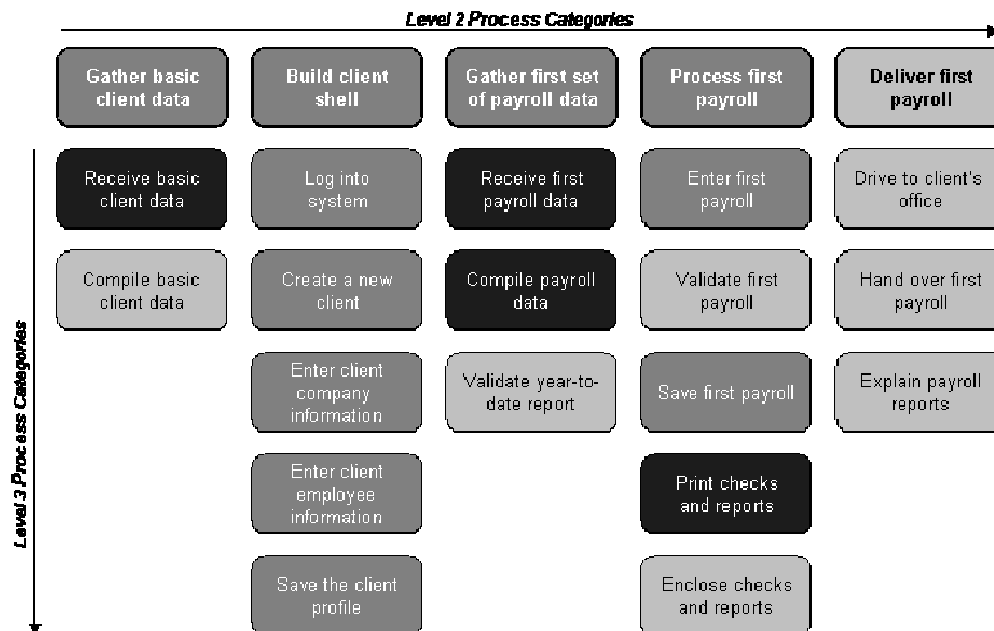 Level 2 Process Categories
Gather basic
client data
Build client
shell
Gather first set
of payroll data
Process first
payroll
Deliver first
payroll
Receive basic
client data
Log into
system
Receive first
payroll data
Enter first
payroll
Drive to client's
office
Compile basic
client data
Create a new
client
Compile payroll
data
Validate first
payroll
Hand over first
payroll
Enter client
company
information
Validate year-to-
date report
Save first payroll
Explain payroll
reports
Enter client
employee
information
Print checks
and reports
Save the client
profile
Enclose checks
and reports
Level 3 Process Categories